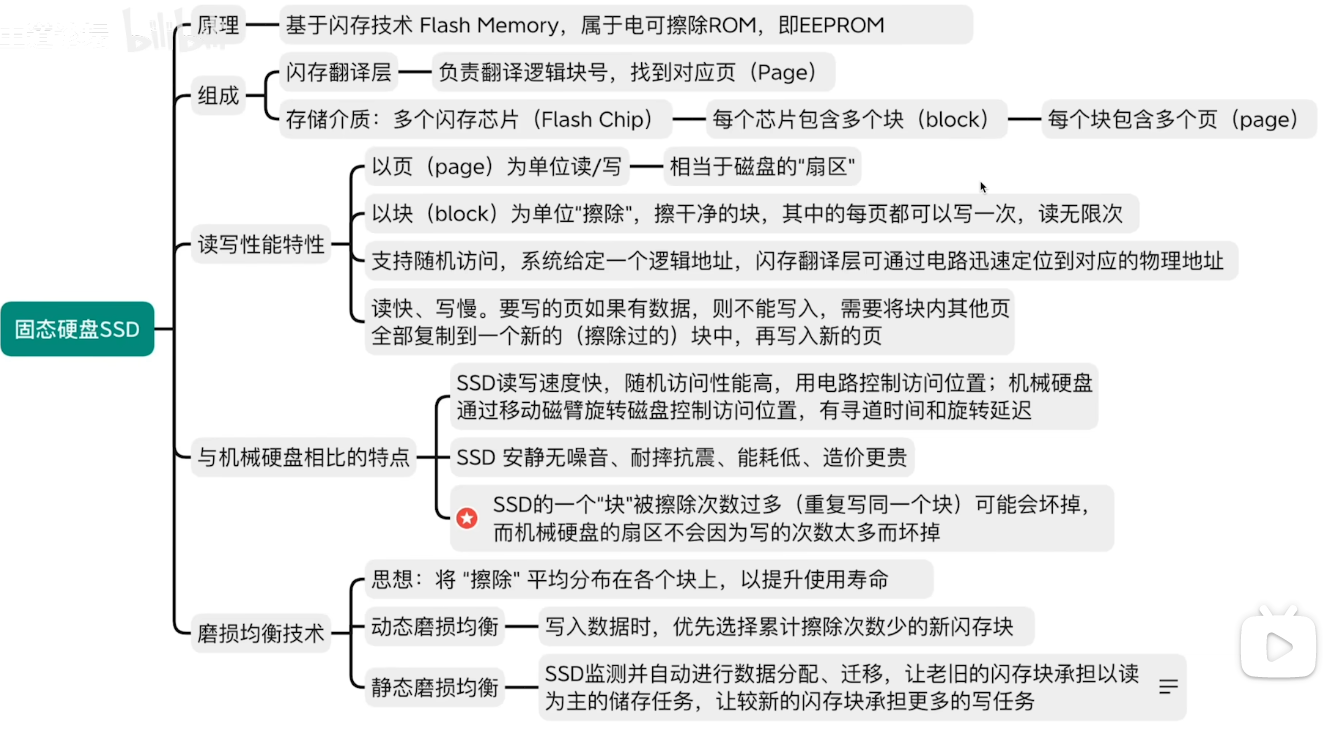 bilibili
原理
基于闪存技术 Flash Memory，属于电可擦除ROM，即EEPROM
组成
闪存翻译层
负责翻译逻辑块号，找到对应页（Page）
存储介质：多个闪存芯片（Flash Chip）
每个芯片包含多个块（block）
每个块包含多个页（page）
固态硬盘SSD
读写性能特性
以页（page）为单位读/写
相当于磁盘的"扇区"
以块（block）为单位"擦除"，擦干净的块，其中的每页都可以写一次，读无限次
支持随机访问，系统给定一个逻辑地址，闪存翻译层可通过电路迅速定位到对应的物理地址
读快、写慢。要写的页如果有数据，则不能写入，需要将块内其他页
全部复制到一个新的（擦除过的）块中，再写入新的页
与机械硬盘相比的特点
SSD读写速度快，随机访问性能高，用电路控制访问位置；机械硬盘
通过移动磁臂旋转磁盘控制访问位置，有寻道时间和旋转延迟
SSD 安静无噪音、耐摔抗震、能耗低、造价更贵
SSD的一个"块"被擦除次数过多（重复写同一个块）可能会坏掉，
而机械硬盘的扇区不会因为写的次数太多而坏掉
磨损均衡技术
思想：将 "擦除" 平均分布在各个块上，以提升使用寿命
动态磨损均衡
写入数据时，优先选择累计擦除次数少的新闪存块
静态磨损均衡
SSD监测并自动进行数据分配、迁移，让老旧的闪存块承担以读
为主的储存任务，让较新的闪存块承担更多的写任务